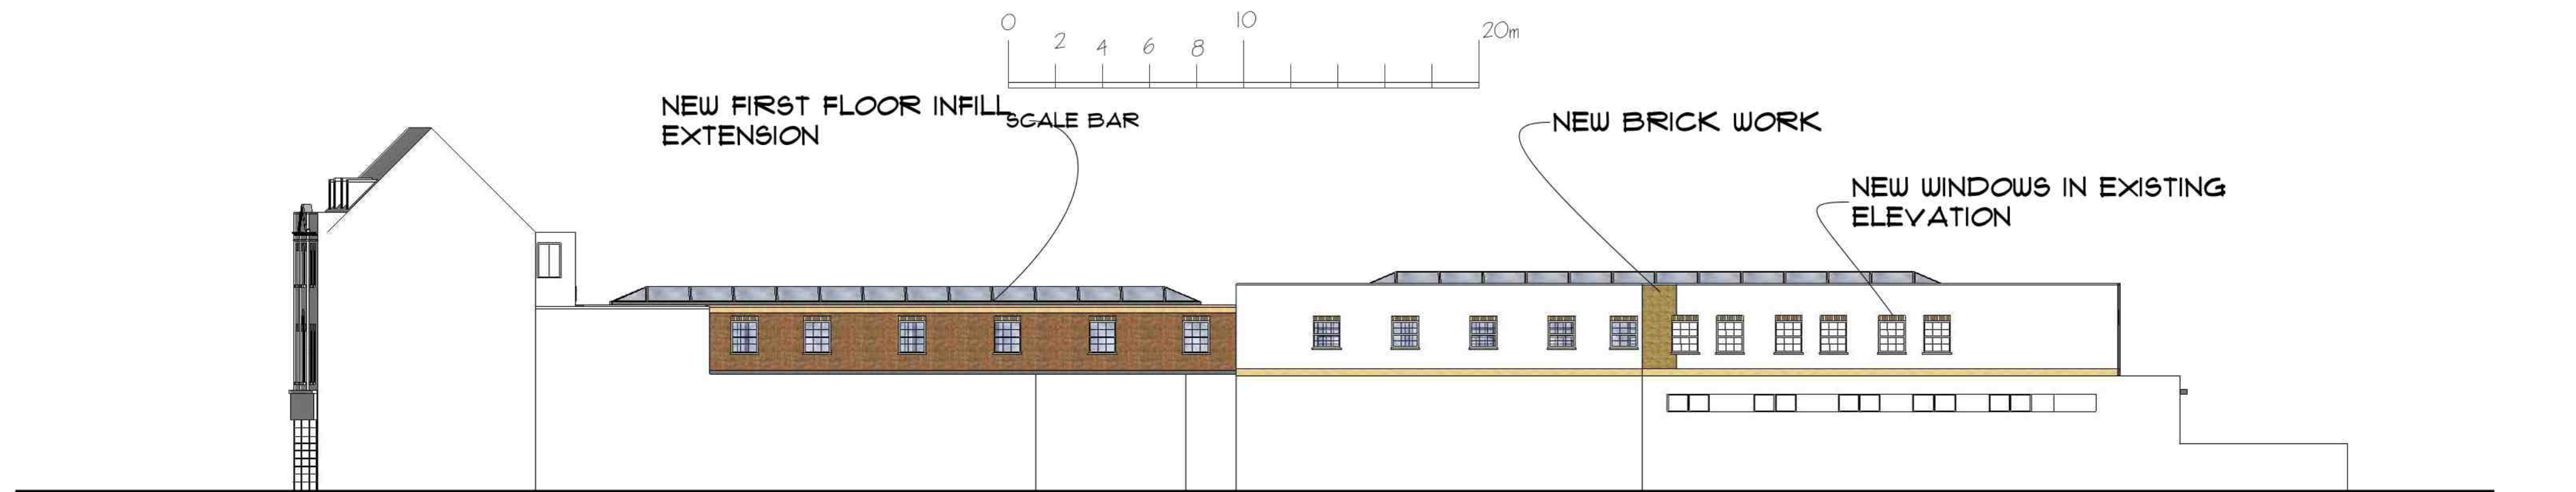 0 2 4 6 8 10 20m
NEW FIRST FLOOR INFILL
EXTENSION
SCALE BAR
NEW BRICK WORK
NEW WINDOWS IN EXISTING
ELEVATION